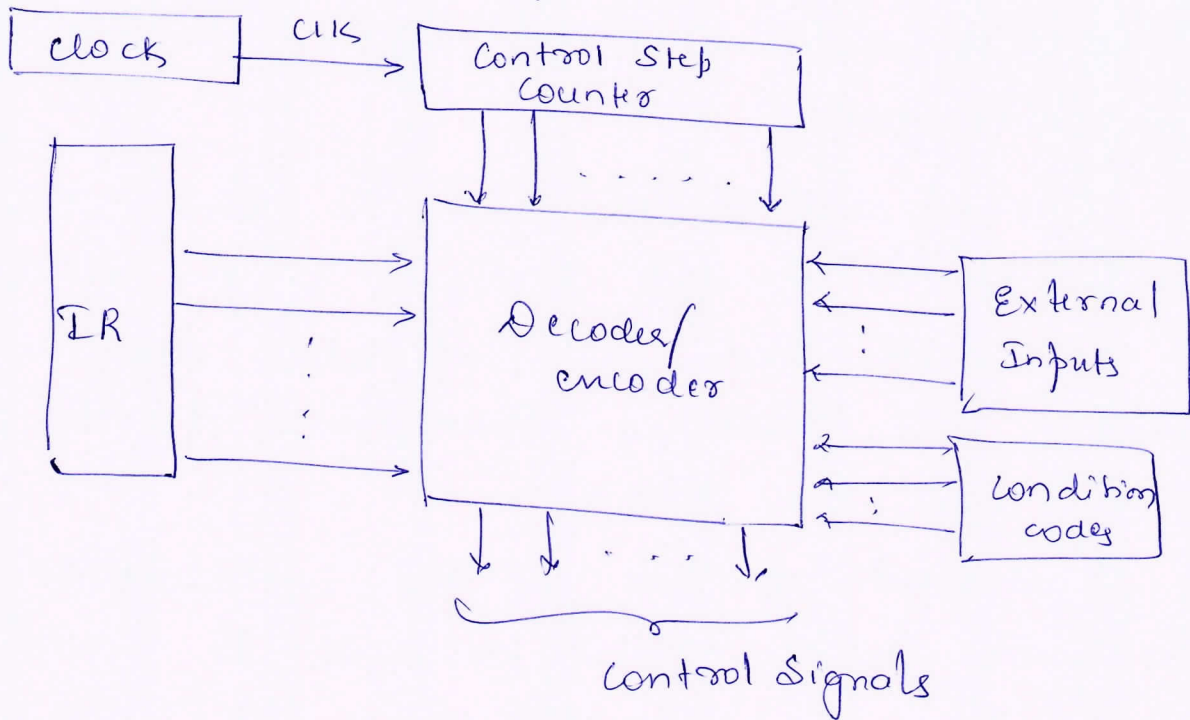 Clock
CLK
Control Step
Counter
IR
Decoder/
encoder
External
Inputs
Condition
codes
Control Signals